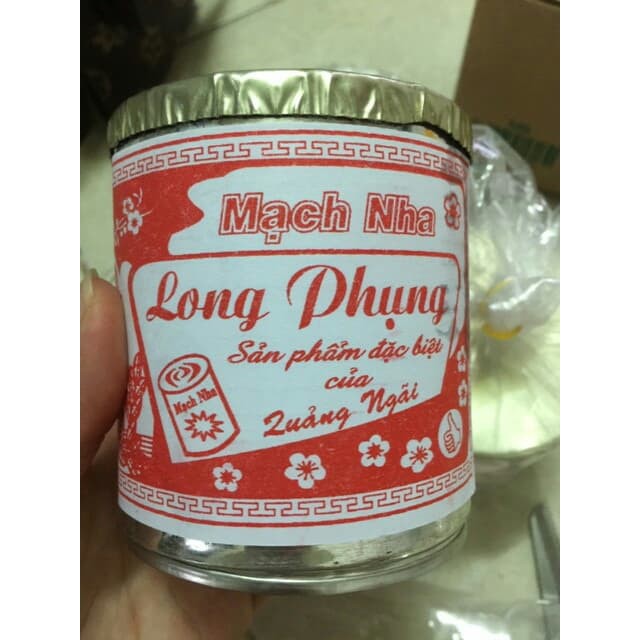 Mạch Nha
Long Phụng
Sản phẩm đặc biệt
của
Quảng Ngãi
Mạch Nha